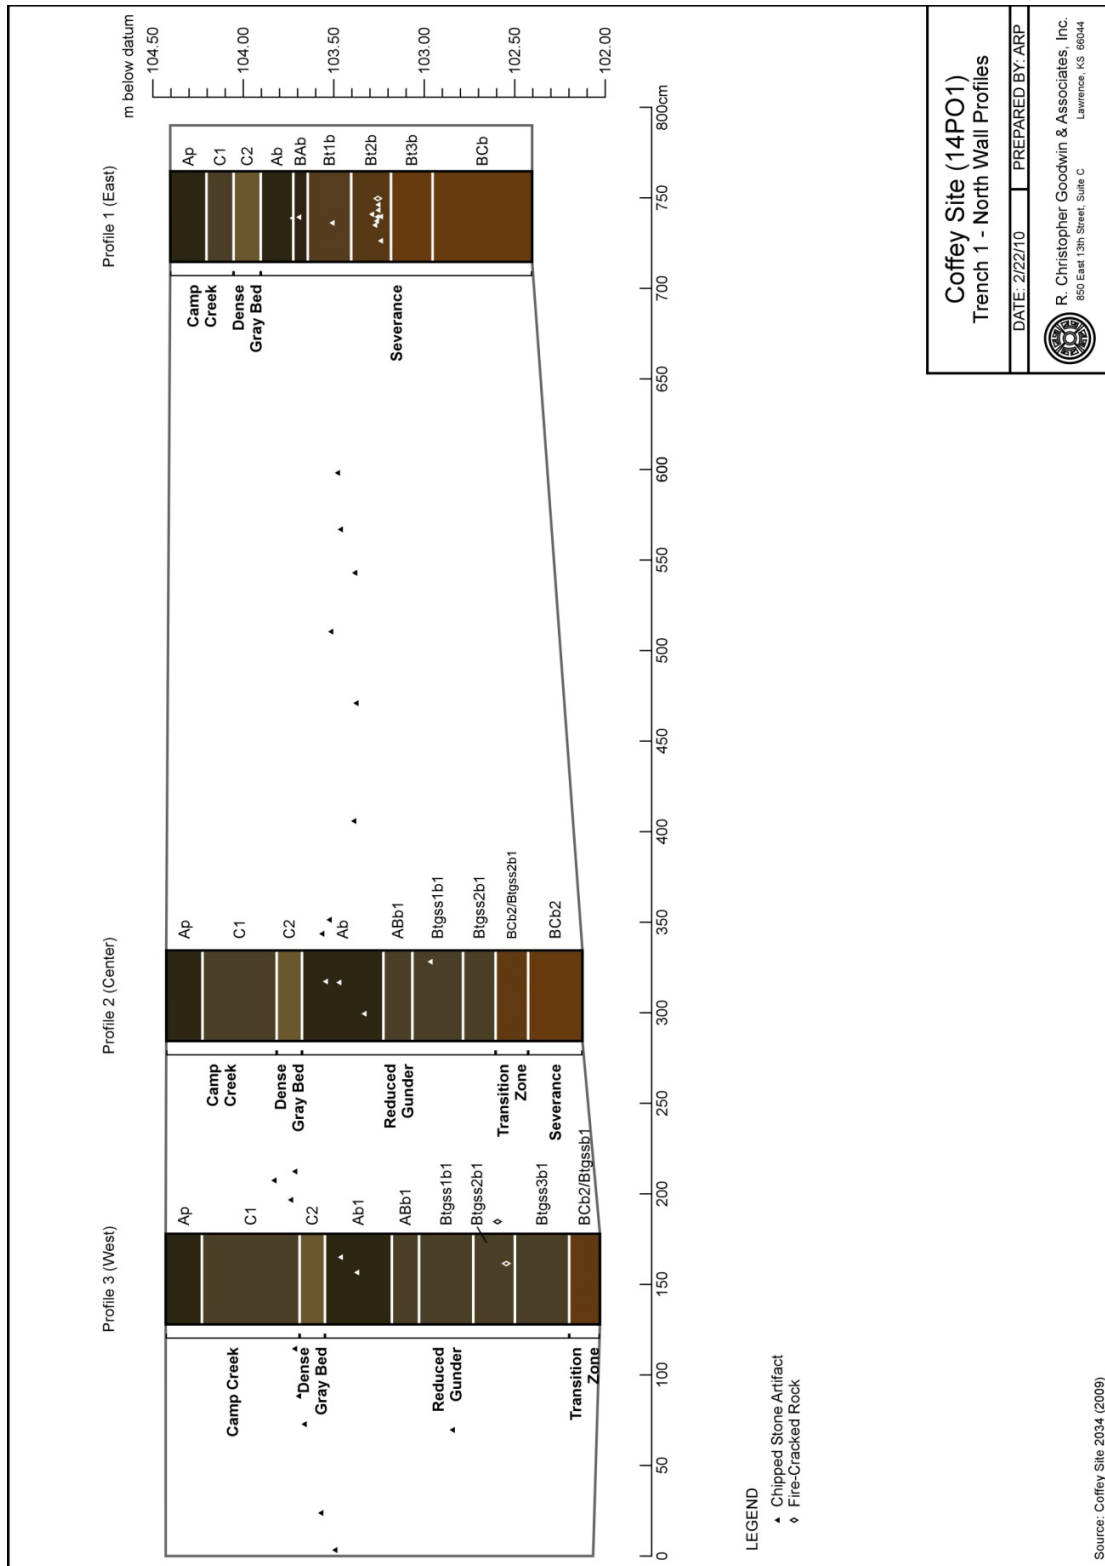 Profile 3 (West)
Profile 2 (Center)
Profile 1 (East)
m below datum
104.50
104.00
103.50
103.00
102.50
102.00
Camp Creek
Dense
Gray Bed
Reduced
Gunder
Transition
Zone
Ap
C1
C2
Ab1
ABb1
Btgss1b1
Btgss2b1
Btgss3b1
BCb2/Btgssb1
Camp
Creek
Dense
Gray Bed
Reduced
Gunder
Transition
Zone
Severance
Ap
C1
C2
Ab
ABb1
Btgss1b1
Btgss2b1
BCb2/Btgss2b1
BCb2
Camp
Creek
Dense
Gray Bed
Severance
Ap
C1
C2
Ab
BAb
Bt1b
Bt2b
Bt3b
BCb
0
50
100
150
200
250
300
350
400
450
500
550
600
650
700
750
800cm
LEGEND
Chipped Stone Artifact
Fire-Cracked Rock
Coffey Site (14PO1)
Trench 1 - North Wall Profiles
DATE: 2/22/10
PREPARED BY: ARP
R. Christopher Goodwin & Associates, Inc.
850 East 13th Street, Suite C Lawrence, KS 66044
Source: Coffey Site 2034 (2009)